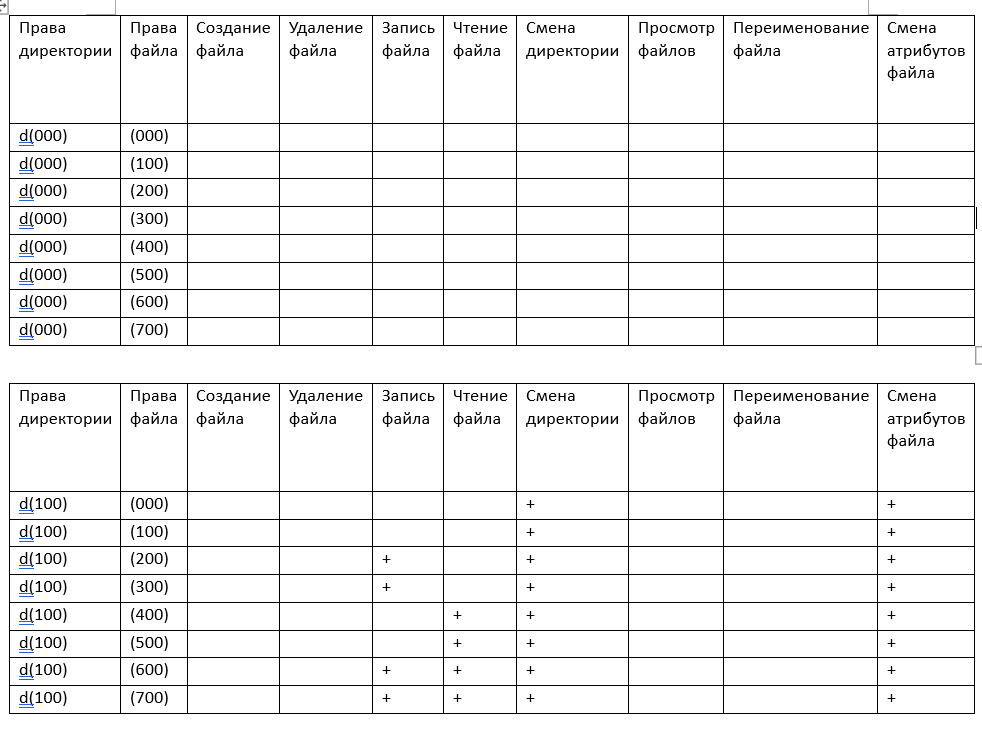 Права Права Создание Удаление Запись Чтение Смена Просмотр Переименование Смена
директории файла файла файла файла файла директории файлов файла атрибутов
файла
d(000) (000)
d(000) (100)
d(000) (200)
d(000) (300)
d(000) (400)
d(000) (500)
d(000) (600)
d(000) (700)
Права Права Создание Удаление Запись Чтение Смена Просмотр Переименование Смена
директории файла файла файла файла файла директории файлов файла атрибутов
файла
d(100) (000) + +
d(100) (100) + +
d(100) (200) + + +
d(100) (300) + + +
d(100) (400) + + +
d(100) (500) + + +
d(100) (600) + + + +
d(100) (700) + + + +